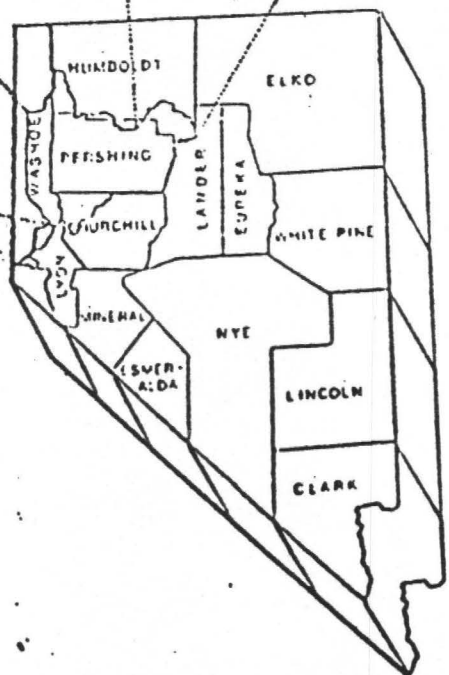 HUMBOLDT
ELKO
WASHOE
PERSHING
LANDER
EUREKA
CHURCHILL
WHITE PINE
LYON
MINERAL
NYE
ESMER-
ALDA
LINCOLN
CLARK